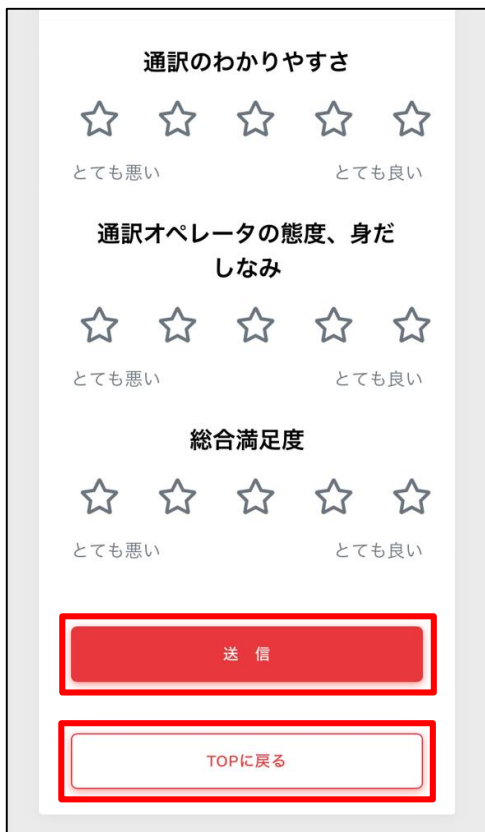 通訳のわかりやすさ
とても悪い とても良い
通訳オペレータの態度、身だ
しなみ
とても悪い とても良い
総合満足度
とても悪い とても良い
送 信
TOPに戻る